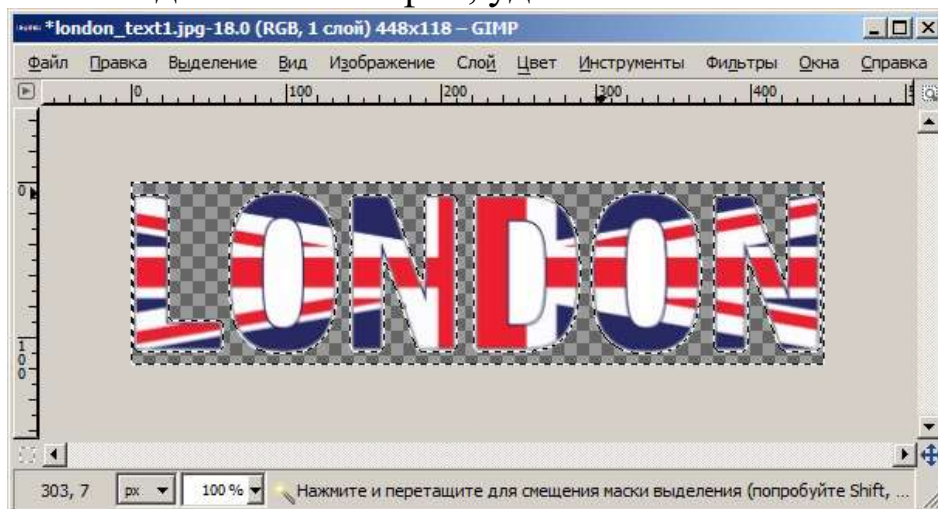 *london_text1.jpg-18.0 (RGB, 1 слой) 448x118 – GIMP
Файл Правка Выделение Вид Изображение Слой Цвет Инструменты Фильтры Окна Справка
0 100 200 300 400 5
0
LONDON
100
303, 7 px 100 % Нажмите и перетащите для смещения маски выделения (попробуйте Shift, ...